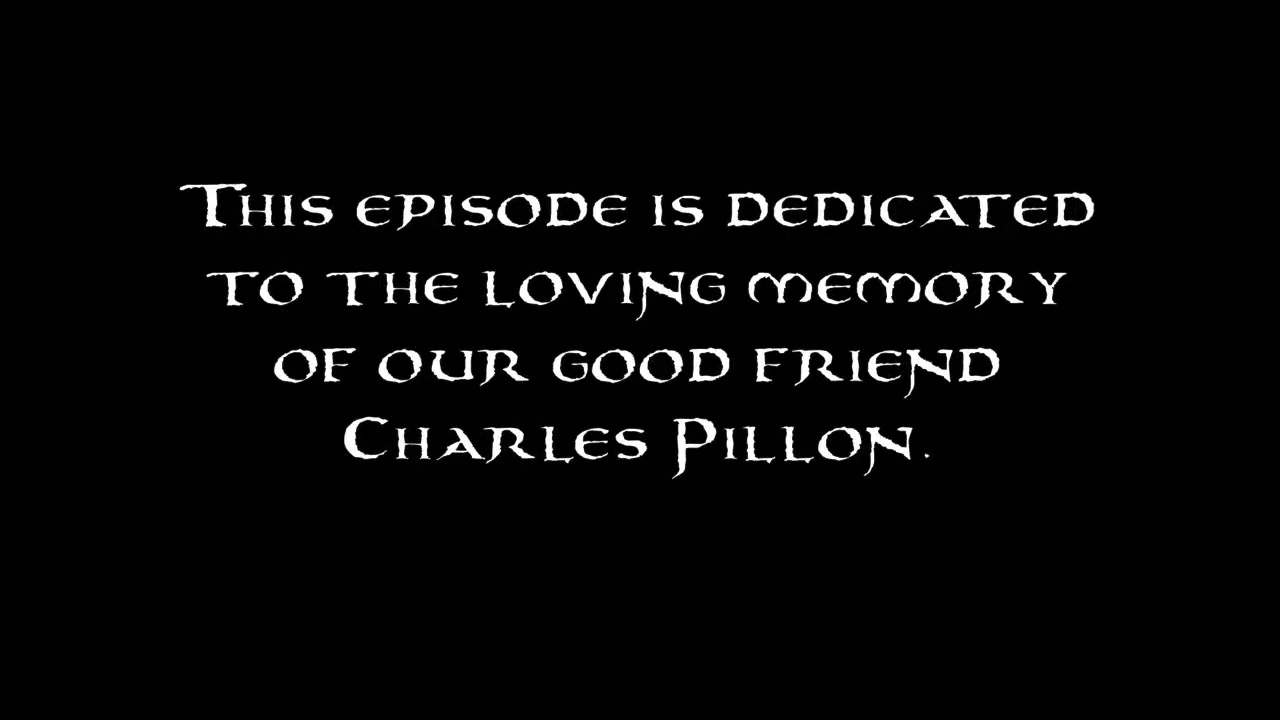 This episode is dedicated
to the loving memory
of our good friend
Charles Pillon.